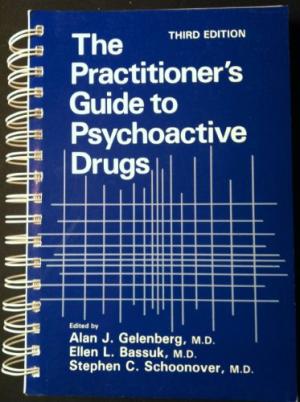 THIRD EDITION
The
Practitioner's
Guide to
Psychoactive
Drugs
Edited by
Alan J. Gelenberg, M.D.
Ellen L. Bassuk, M.D.
Stephen C. Schoonover, M.D.